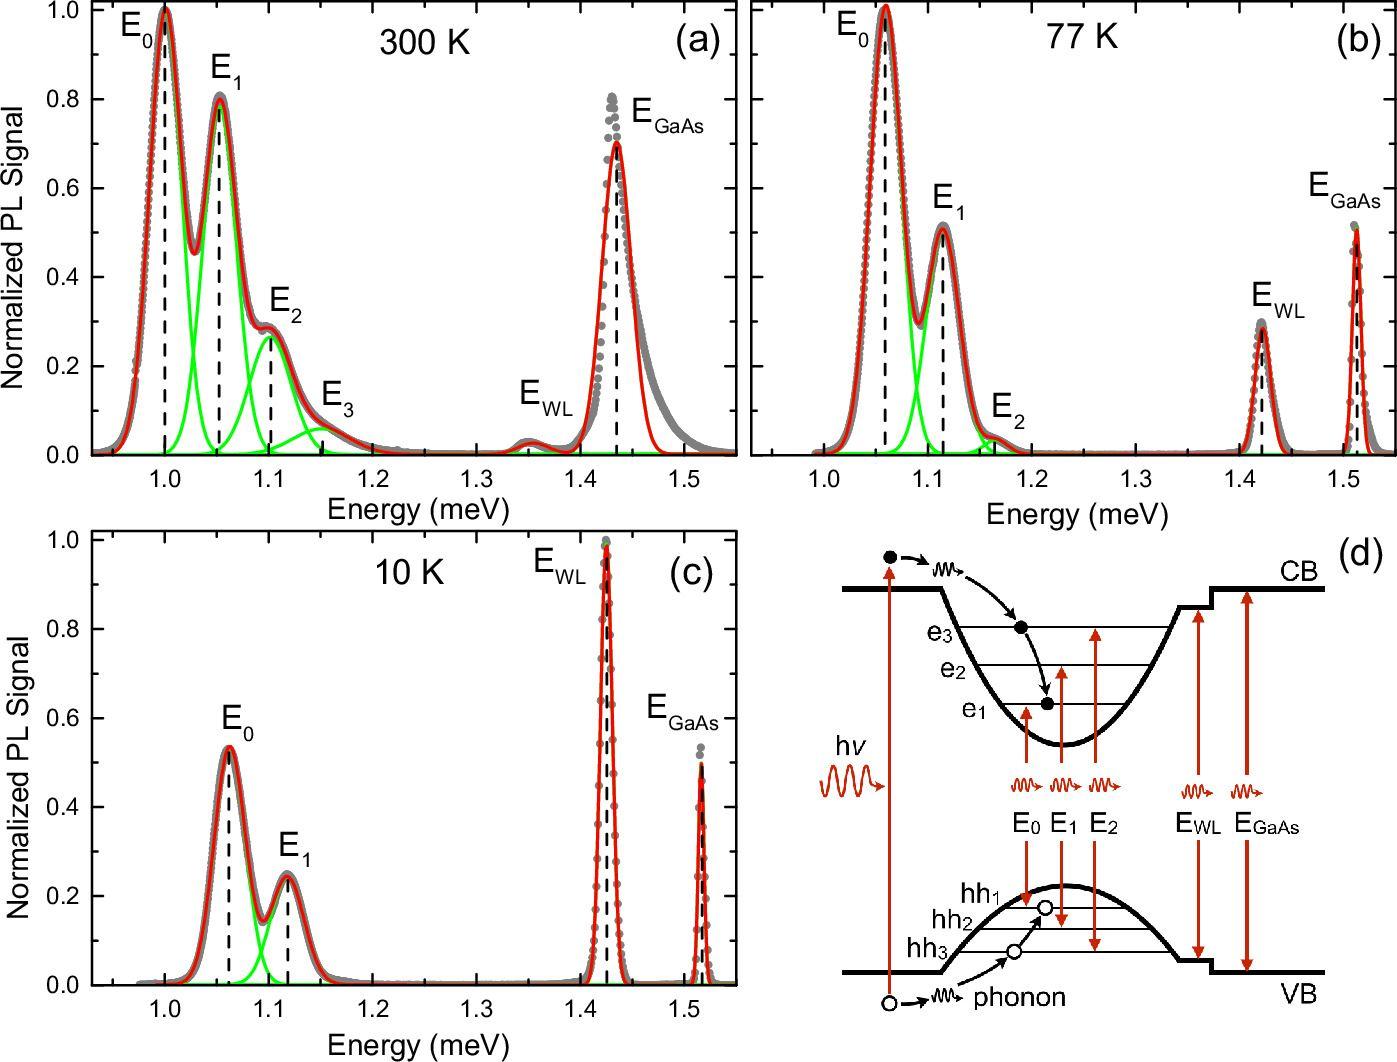 (a)
300 K
E0
E1
E2
E3
EWL
EGaAs
Normalized PL Signal
1.0
0.8
0.6
0.4
0.2
0.0
1.0 1.1 1.2 1.3 1.4 1.5
Energy (meV)
(b)
77 K
E0
E1
E2
EWL
EGaAs
1.0 1.1 1.2 1.3 1.4 1.5
Energy (meV)
(c)
10 K
E0
E1
EWL
EGaAs
Normalized PL Signal
1.0
0.8
0.6
0.4
0.2
0.0
1.0 1.1 1.2 1.3 1.4 1.5
Energy (meV)
(d)
CB
e3
e2
e1
hν
E0 E1 E2 EWL EGaAs
hh1
hh2
hh3
phonon
VB